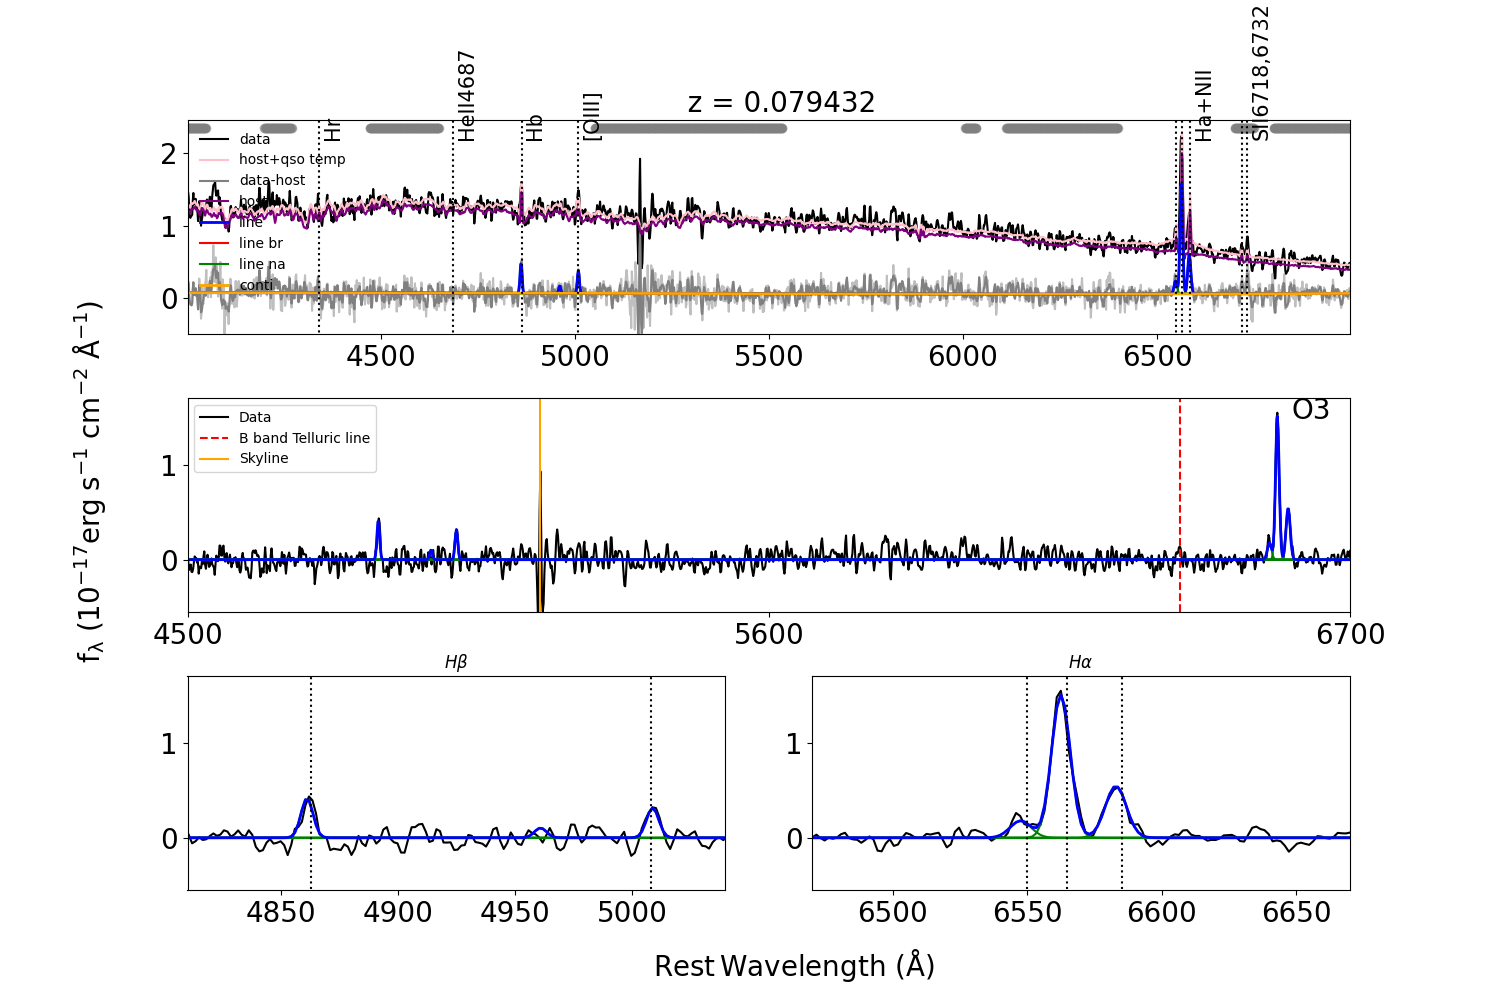 z = 0.079432
Hr
HeII4687
Hb
[OIII]
Ha+NII
SII6718,6732
data
host+qso temp
data-host
host
line
line br
line na
conti
2
1
0
4500 5000 5500 6000 6500
fλ (10⁻¹⁷erg s⁻¹ cm⁻² Å⁻¹)
Data
B band Telluric line
Skyline
O3
1
0
4500 5600 6700
Hβ
1
0
4850 4900 4950 5000
Hα
1
0
6500 6550 6600 6650
Rest Wavelength (Å)